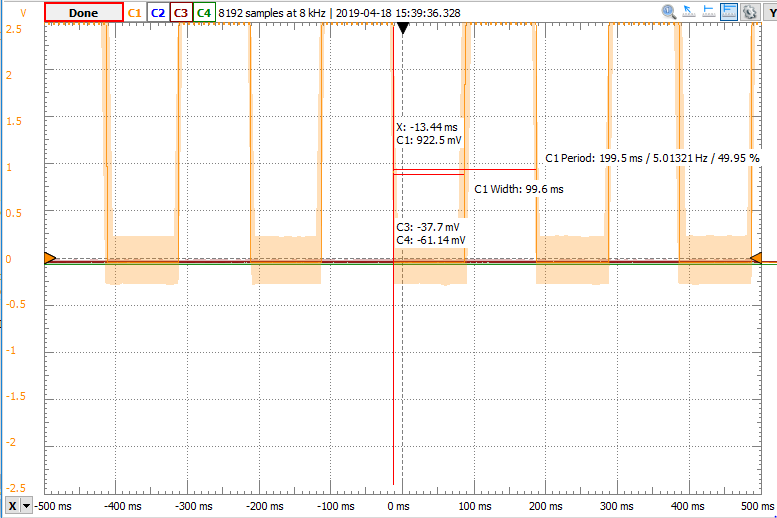 V Done C1 C2 C3 C4 8192 samples at 8 kHz | 2019-04-18 15:39:36.328 Y
2.5
2
1.5
X: -13.44 ms
C1: 922.5 mV
1
C1 Period: 199.5 ms / 5.01321 Hz / 49.95 %
C1 Width: 99.6 ms
0.5
C3: -37.7 mV
C4: -61.14 mV
0
-0.5
-1
-1.5
-2
-2.5
X -500 ms -400 ms -300 ms -200 ms -100 ms 0 ms 100 ms 200 ms 300 ms 400 ms 500 ms